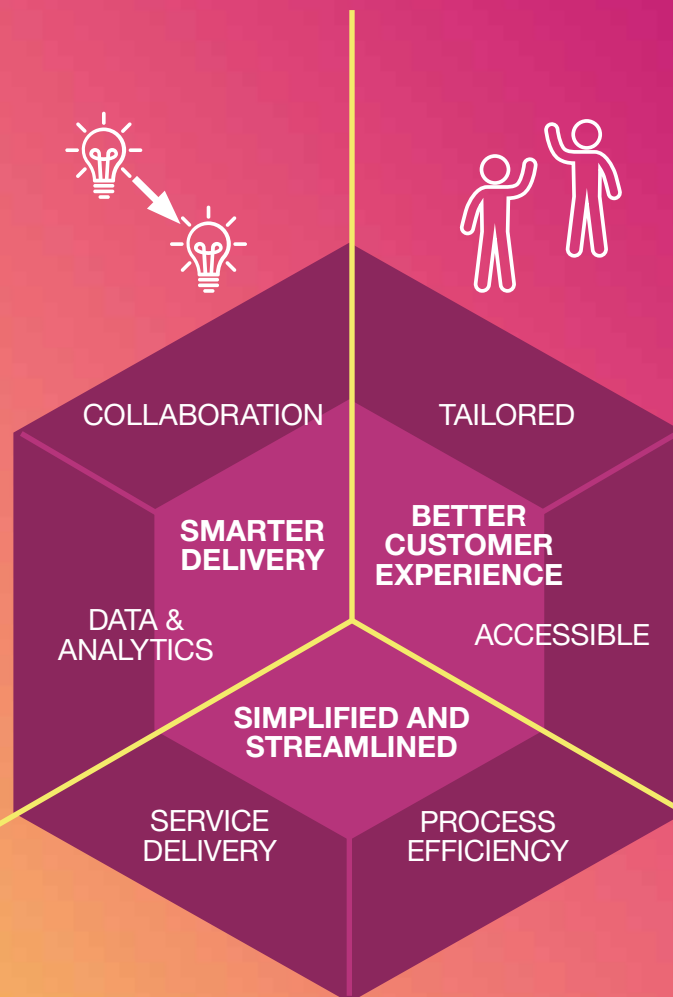 COLLABORATION
TAILORED
SMARTER
DELIVERY
BETTER
CUSTOMER
EXPERIENCE
DATA &
ANALYTICS
ACCESSIBLE
SIMPLIFIED AND
STREAMLINED
SERVICE
DELIVERY
PROCESS
EFFICIENCY